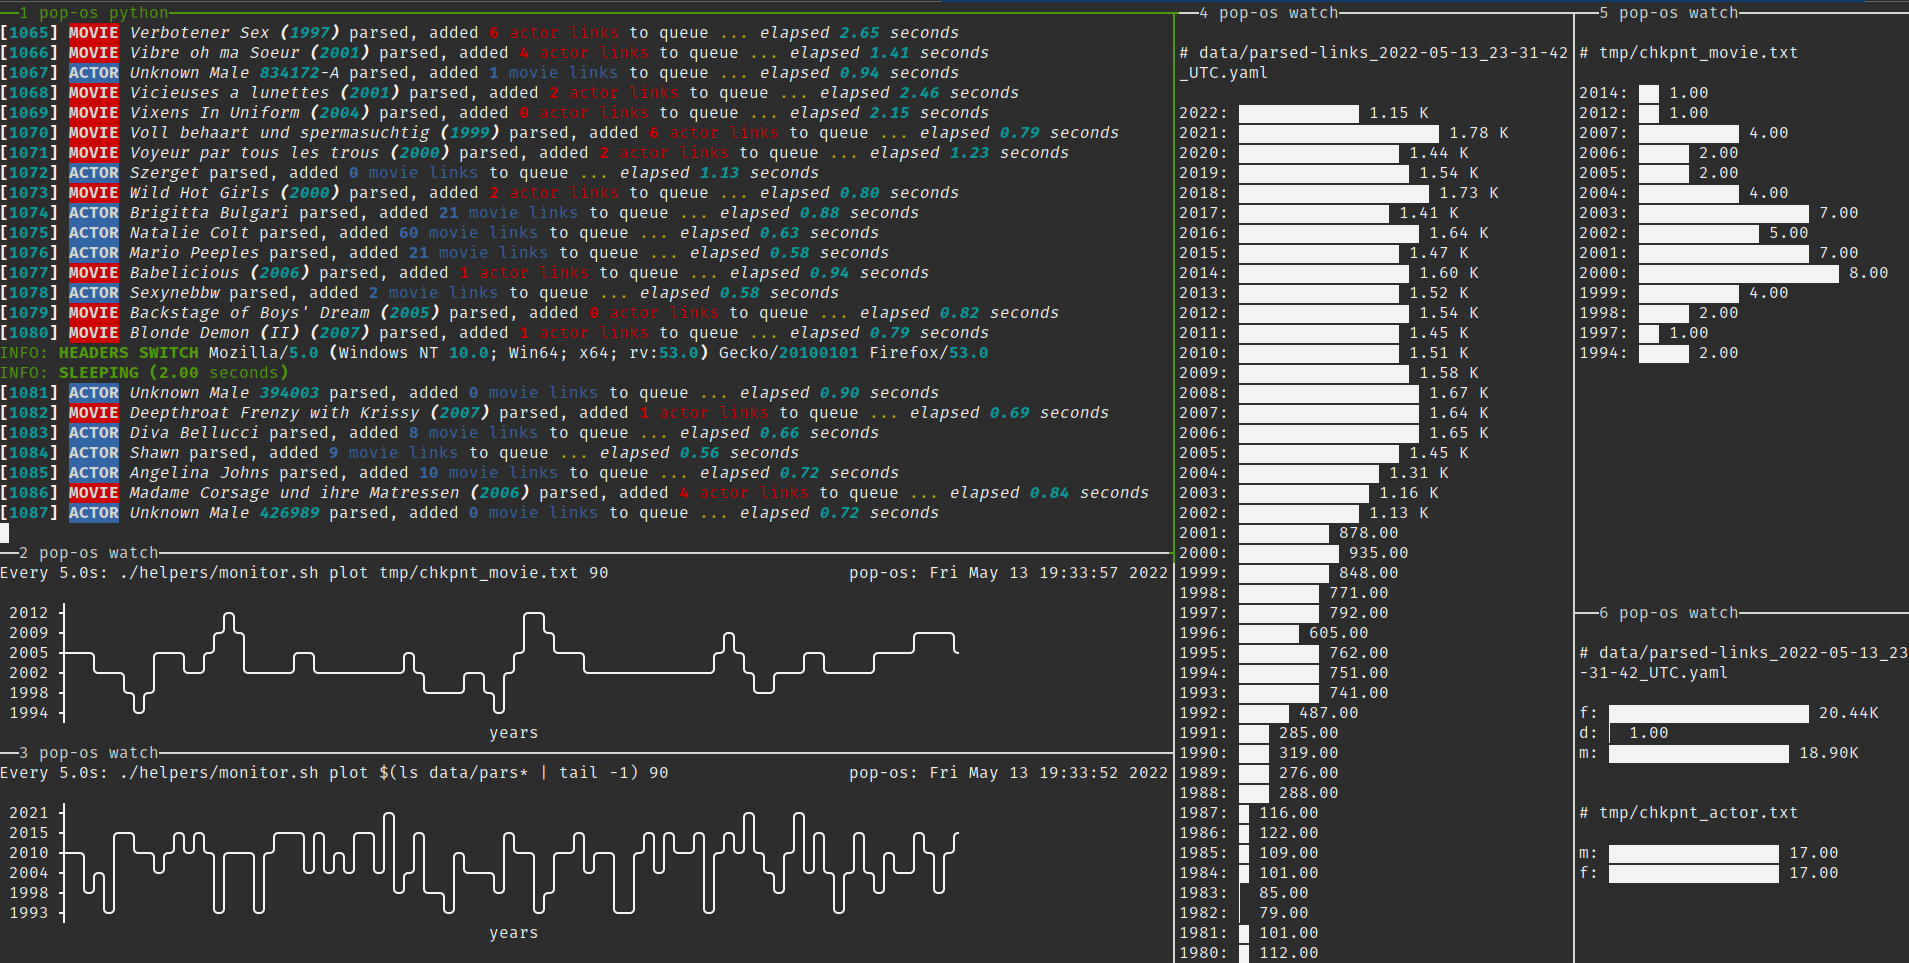 1 pop-os python
[1065] MOVIE Verbotener Sex (1997) parsed, added 6 actor links to queue ... elapsed 2.65 seconds
[1066] MOVIE Vibre oh ma Soeur (2001) parsed, added 4 actor links to queue ... elapsed 1.41 seconds
[1067] ACTOR Unknown Male 834172-A parsed, added 1 movie links to queue ... elapsed 0.94 seconds
[1068] MOVIE Vicieuses a lunettes (2001) parsed, added 2 actor links to queue ... elapsed 2.46 seconds
[1069] MOVIE Vixens In Uniform (2004) parsed, added 0 actor links to queue ... elapsed 2.15 seconds
[1070] MOVIE Voll behaart und spermasuchtig (1999) parsed, added 6 actor links to queue ... elapsed 0.79 seconds
[1071] MOVIE Voyeur par tous les trous (2000) parsed, added 2 actor links to queue ... elapsed 1.23 seconds
[1072] ACTOR Szerget parsed, added 0 movie links to queue ... elapsed 1.13 seconds
[1073] MOVIE Wild Hot Girls (2000) parsed, added 2 actor links to queue ... elapsed 0.80 seconds
[1074] ACTOR Brigitta Bulgari parsed, added 21 movie links to queue ... elapsed 0.88 seconds
[1075] ACTOR Natalie Colt parsed, added 60 movie links to queue ... elapsed 0.63 seconds
[1076] ACTOR Mario Peeples parsed, added 21 movie links to queue ... elapsed 0.58 seconds
[1077] MOVIE Babelicious (2006) parsed, added 1 actor links to queue ... elapsed 0.94 seconds
[1078] ACTOR Sexynebbw parsed, added 2 movie links to queue ... elapsed 0.58 seconds
[1079] MOVIE Backstage of Boys' Dream (2005) parsed, added 0 actor links to queue ... elapsed 0.82 seconds
[1080] MOVIE Blonde Demon (II) (2007) parsed, added 1 actor links to queue ... elapsed 0.79 seconds
INFO: HEADERS SWITCH Mozilla/5.0 (Windows NT 10.0; Win64; x64; rv:53.0) Gecko/20100101 Firefox/53.0
INFO: SLEEPING (2.00 seconds)
[1081] ACTOR Unknown Male 394003 parsed, added 0 movie links to queue ... elapsed 0.90 seconds
[1082] MOVIE Deepthroat Frenzy with Krissy (2007) parsed, added 1 actor links to queue ... elapsed 0.69 seconds
[1083] ACTOR Diva Bellucci parsed, added 8 movie links to queue ... elapsed 0.66 seconds
[1084] ACTOR Shawn parsed, added 9 movie links to queue ... elapsed 0.56 seconds
[1085] ACTOR Angelina Johns parsed, added 10 movie links to queue ... elapsed 0.72 seconds
[1086] MOVIE Madame Corsage und ihre Matressen (2006) parsed, added 4 actor links to queue ... elapsed 0.84 seconds
[1087] ACTOR Unknown Male 426989 parsed, added 0 movie links to queue ... elapsed 0.72 seconds
2 pop-os watch
Every 5.0s: ./helpers/monitor.sh plot tmp/chkpnt_movie.txt 90 pop-os: Fri May 13 19:33:57 2022
2012
2009
2005
2002
1998
1994
years
3 pop-os watch
Every 5.0s: ./helpers/monitor.sh plot $(ls data/pars* | tail -1) 90 pop-os: Fri May 13 19:33:52 2022
2021
2015
2010
2004
1998
1993
years
4 pop-os watch
# data/parsed-links_2022-05-13_23-31-42
_UTC.yaml
2022: 1.15 K
2021: 1.78 K
2020: 1.44 K
2019: 1.54 K
2018: 1.73 K
2017: 1.41 K
2016: 1.64 K
2015: 1.47 K
2014: 1.60 K
2013: 1.52 K
2012: 1.54 K
2011: 1.45 K
2010: 1.51 K
2009: 1.58 K
2008: 1.67 K
2007: 1.64 K
2006: 1.65 K
2005: 1.45 K
2004: 1.31 K
2003: 1.16 K
2002: 1.13 K
2001: 878.00
2000: 935.00
1999: 848.00
1998: 771.00
1997: 792.00
1996: 605.00
1995: 762.00
1994: 751.00
1993: 741.00
1992: 487.00
1991: 285.00
1990: 319.00
1989: 276.00
1988: 288.00
1987: 116.00
1986: 122.00
1985: 109.00
1984: 101.00
1983: 85.00
1982: 79.00
1981: 101.00
1980: 112.00
5 pop-os watch
# tmp/chkpnt_movie.txt
2014: 1.00
2012: 1.00
2007: 4.00
2006: 2.00
2005: 2.00
2004: 4.00
2003: 7.00
2002: 5.00
2001: 7.00
2000: 8.00
1999: 4.00
1998: 2.00
1997: 1.00
1994: 2.00
6 pop-os watch
# data/parsed-links_2022-05-13_23
-31-42_UTC.yaml
f: 20.44K
d: 1.00
m: 18.90K
# tmp/chkpnt_actor.txt
m: 17.00
f: 17.00